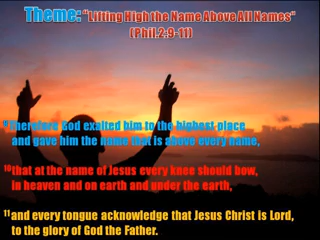 Theme: "Lifting High the Name Above All Names"
(Phil.2:9-11)
9 Therefore God exalted him to the highest place
and gave him the name that is above every name,
10 that at the name of Jesus every knee should bow,
in heaven and on earth and under the earth,
11 and every tongue acknowledge that Jesus Christ is Lord,
to the glory of God the Father.